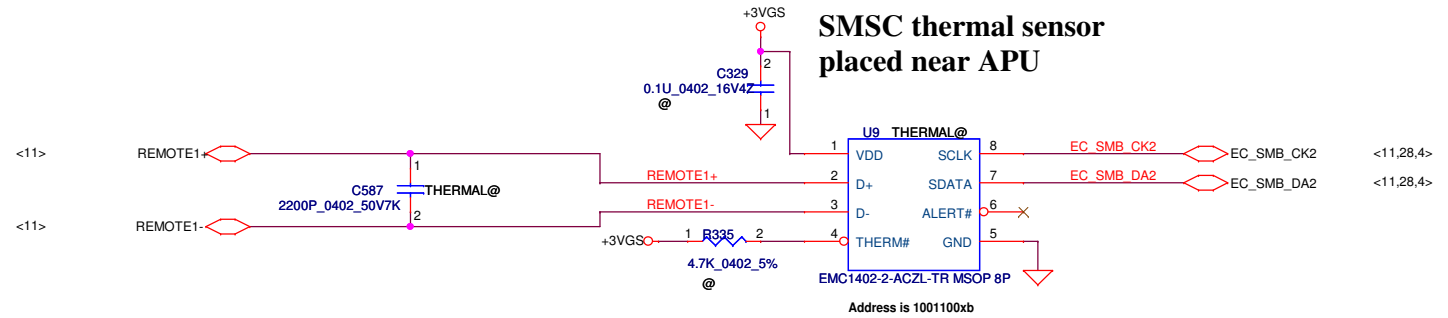 +3VGS
SMSC thermal sensor
placed near APU
2
C329
0.1U_0402_16V4Z
@
1
U9 THERMAL@
<11> REMOTE1+
1 VDD SCLK 8 EC_SMB_CK2 EC_SMB_CK2 <11,28,4>
1
C587 THERMAL@
2200P_0402_50V7K
2
REMOTE1+ 2 D+ SDATA 7 EC_SMB_DA2 EC_SMB_DA2 <11,28,4>
REMOTE1- 3 D- ALERT# 6
<11> REMOTE1-
+3VGS 1 R335 2 4 THERM# GND 5
4.7K_0402_5%
@
EMC1402-2-ACZL-TR MSOP 8P
Address is 1001100xb